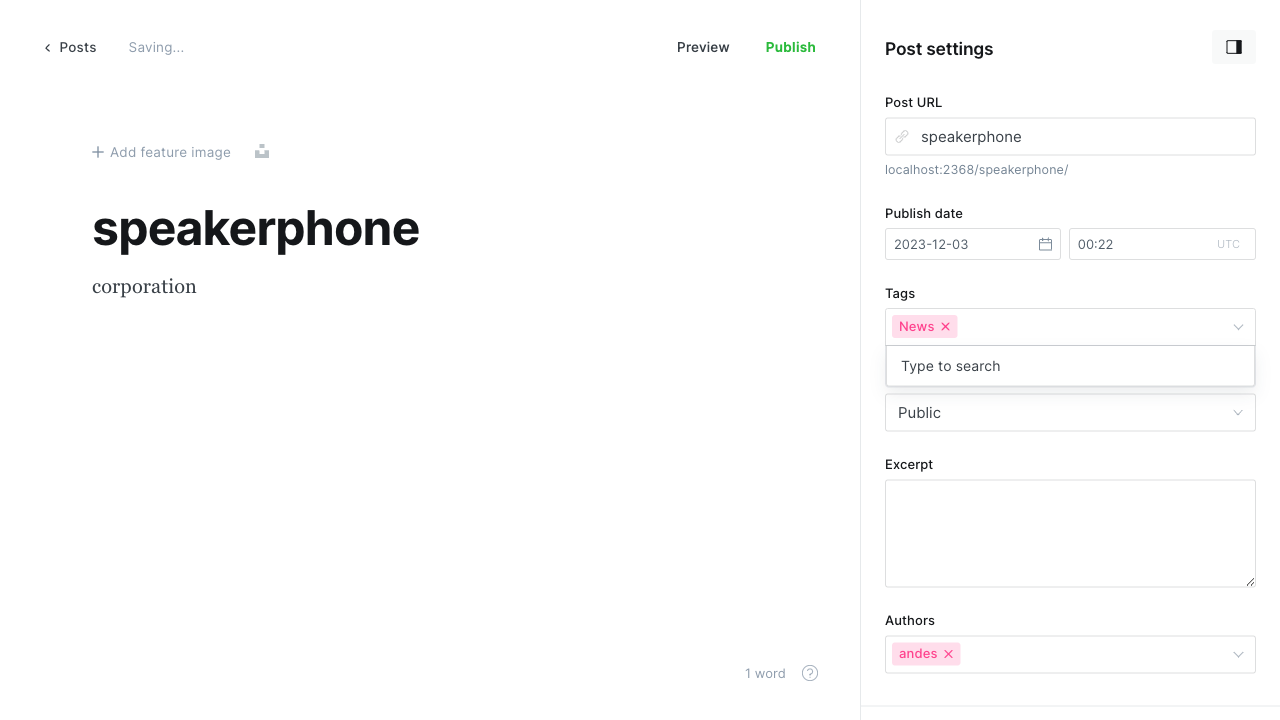 Posts
Saving...
Preview
Publish
Add feature image
speakerphone
corporation
1 word
Post settings
Post URL
speakerphone
localhost:2368/speakerphone/
Publish date
2023-12-03
00:22
UTC
Tags
News
Type to search
Public
Excerpt
Authors
andes